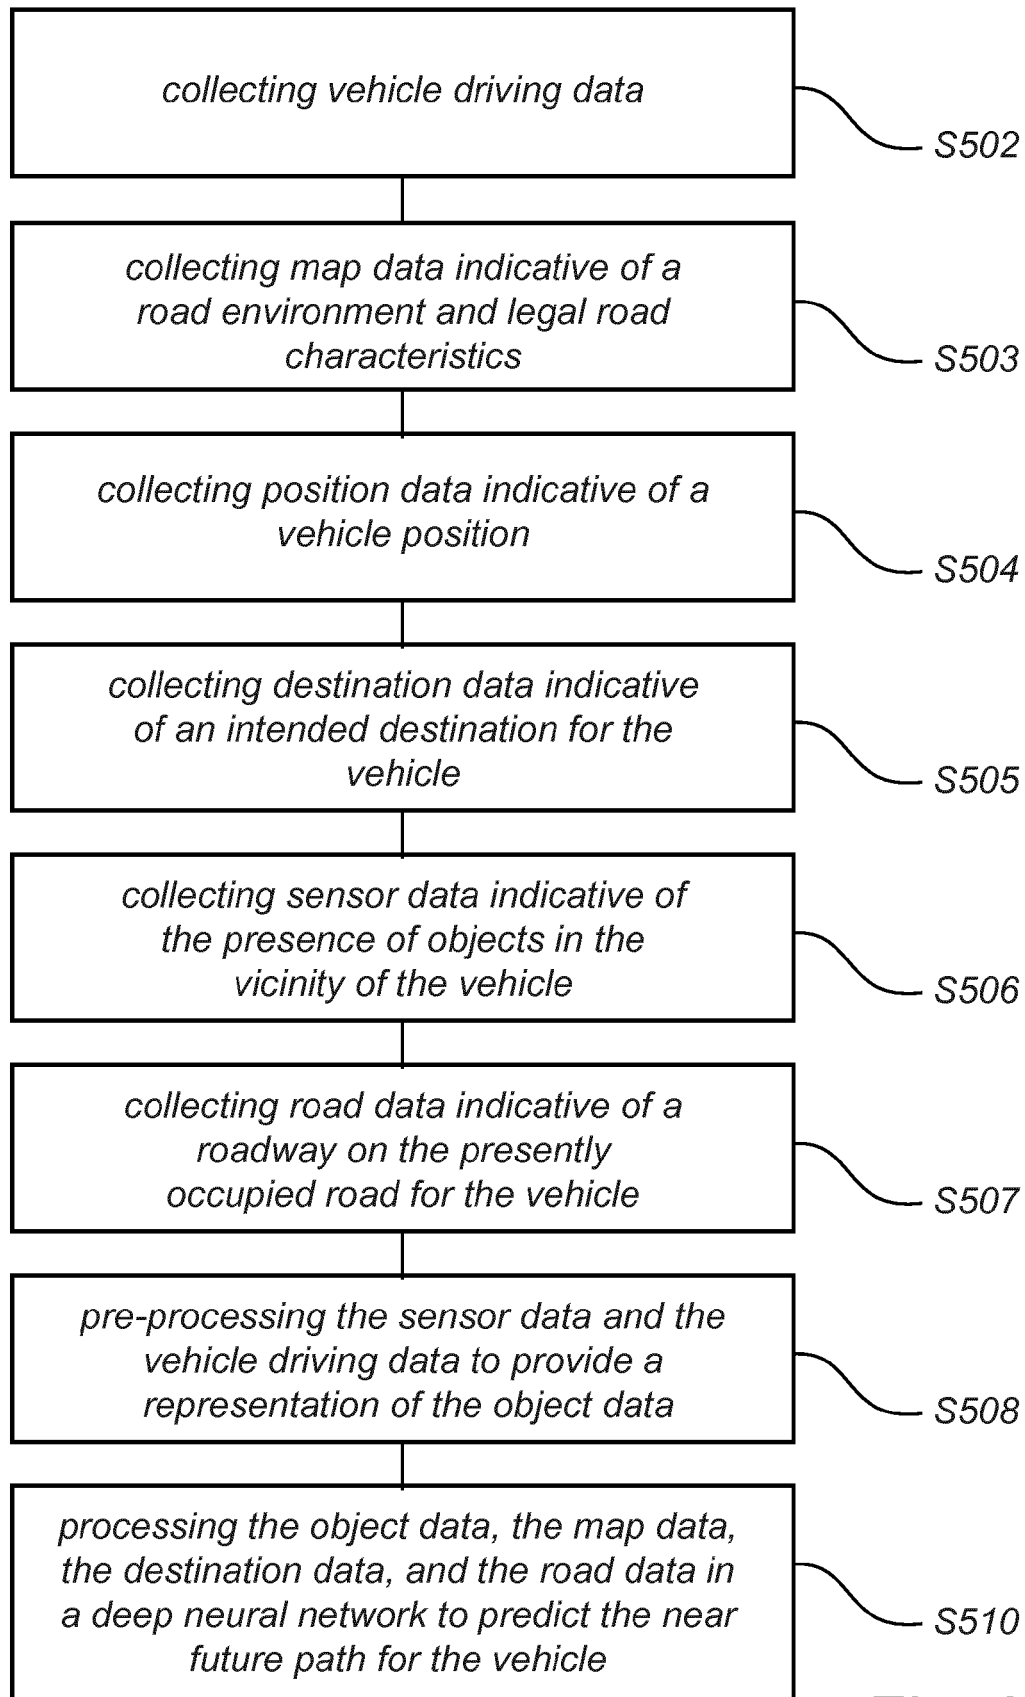 collecting vehicle driving data
S502
collecting map data indicative of a
road environment and legal road
characteristics
S503
collecting position data indicative of a
vehicle position
S504
collecting destination data indicative
of an intended destination for the
vehicle
S505
collecting sensor data indicative of
the presence of objects in the
vicinity of the vehicle
S506
collecting road data indicative of a
roadway on the presently
occupied road for the vehicle
S507
pre-processing the sensor data and the
vehicle driving data to provide a
representation of the object data
S508
processing the object data, the map data,
the destination data, and the road data in
a deep neural network to predict the near
future path for the vehicle
S510